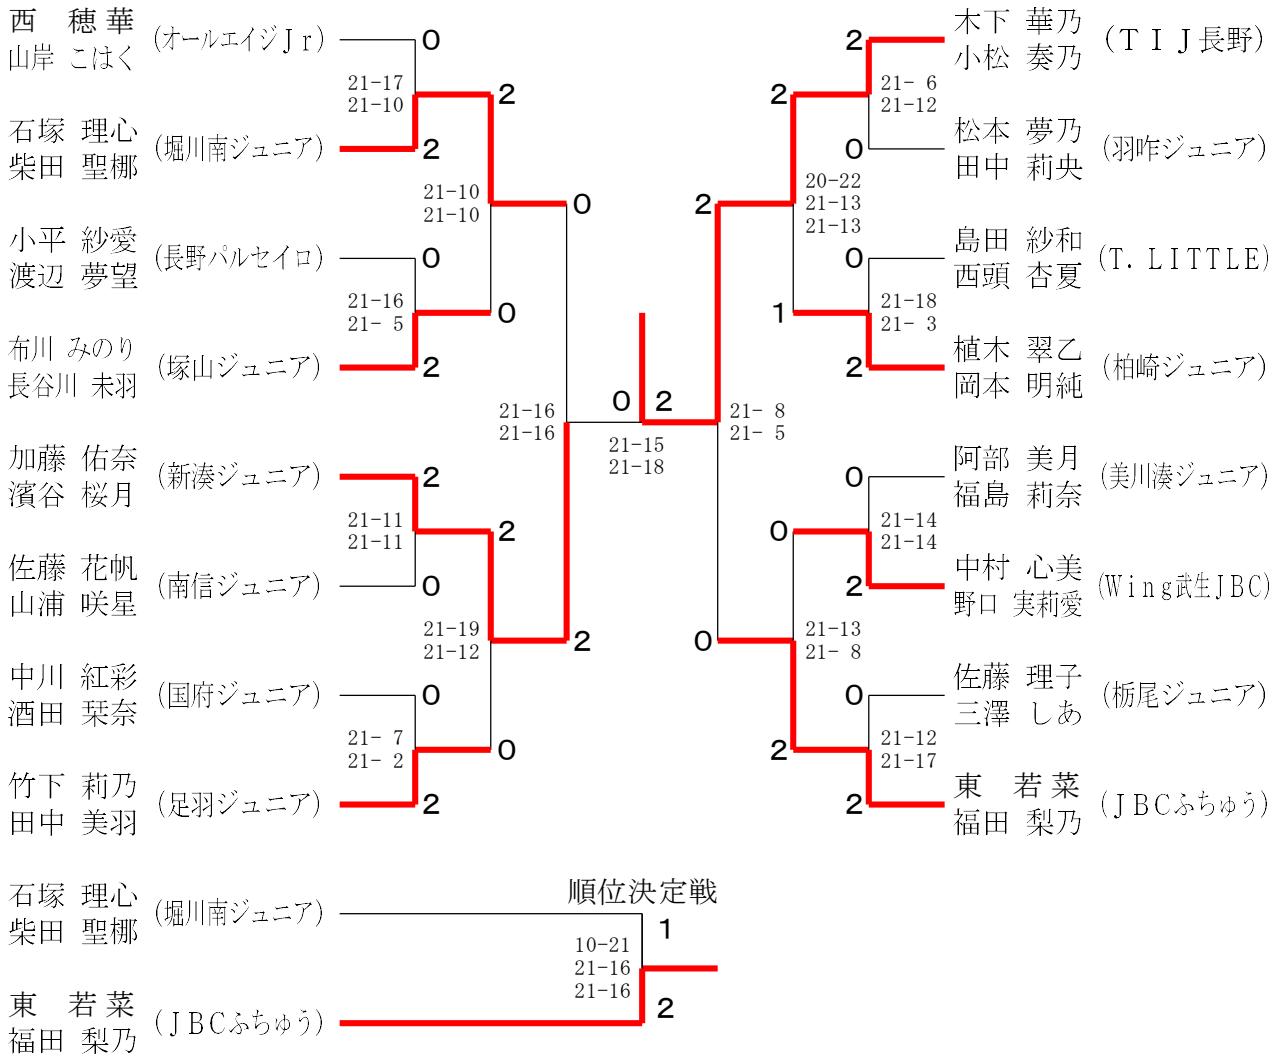 西　穂華
山岸 こはく
(オールエイジＪｒ)
0
21-17
21-10
2
石塚 理心
柴田 聖梛
(堀川南ジュニア)
2
21-10
21-10
0
小平 紗愛
渡辺 夢望
(長野パルセイロ)
0
21-16
21- 5
0
布川 みのり
長谷川 未羽
(塚山ジュニア)
2
21-16
21-16
加藤 佑奈
濱谷 桜月
(新湊ジュニア)
2
21-11
21-11
2
佐藤 花帆
山浦 咲星
(南信ジュニア)
0
21-19
21-12
2
中川 紅彩
酒田 栞奈
(国府ジュニア)
0
21- 7
21- 2
0
竹下 莉乃
田中 美羽
(足羽ジュニア)
2
0 2
21-15
21-18
木下 華乃
小松 奏乃
(ＴＩＪ長野)
2
21- 6
21-12
2
松本 夢乃
田中 莉央
(羽咋ジュニア)
0
20-22
21-13
21-13
2
島田 紗和
西頭 杏夏
(T. LITTLE)
0
21-18
21- 3
1
植木 翠乙
岡本 明純
(柏崎ジュニア)
2
21- 8
21- 5
阿部 美月
福島 莉奈
(美川湊ジュニア)
0
21-14
21-14
0
中村 心美
野口 実莉愛
(Wing武生JBC)
2
21-13
21- 8
0
佐藤 理子
三澤 しあ
(栃尾ジュニア)
0
21-12
21-17
2
東　若菜
福田 梨乃
(ＪＢＣふちゅう)
2
順位決定戦
石塚 理心
柴田 聖梛
(堀川南ジュニア)
1
10-21
21-16
21-16
東　若菜
福田 梨乃
(ＪＢＣふちゅう)
2